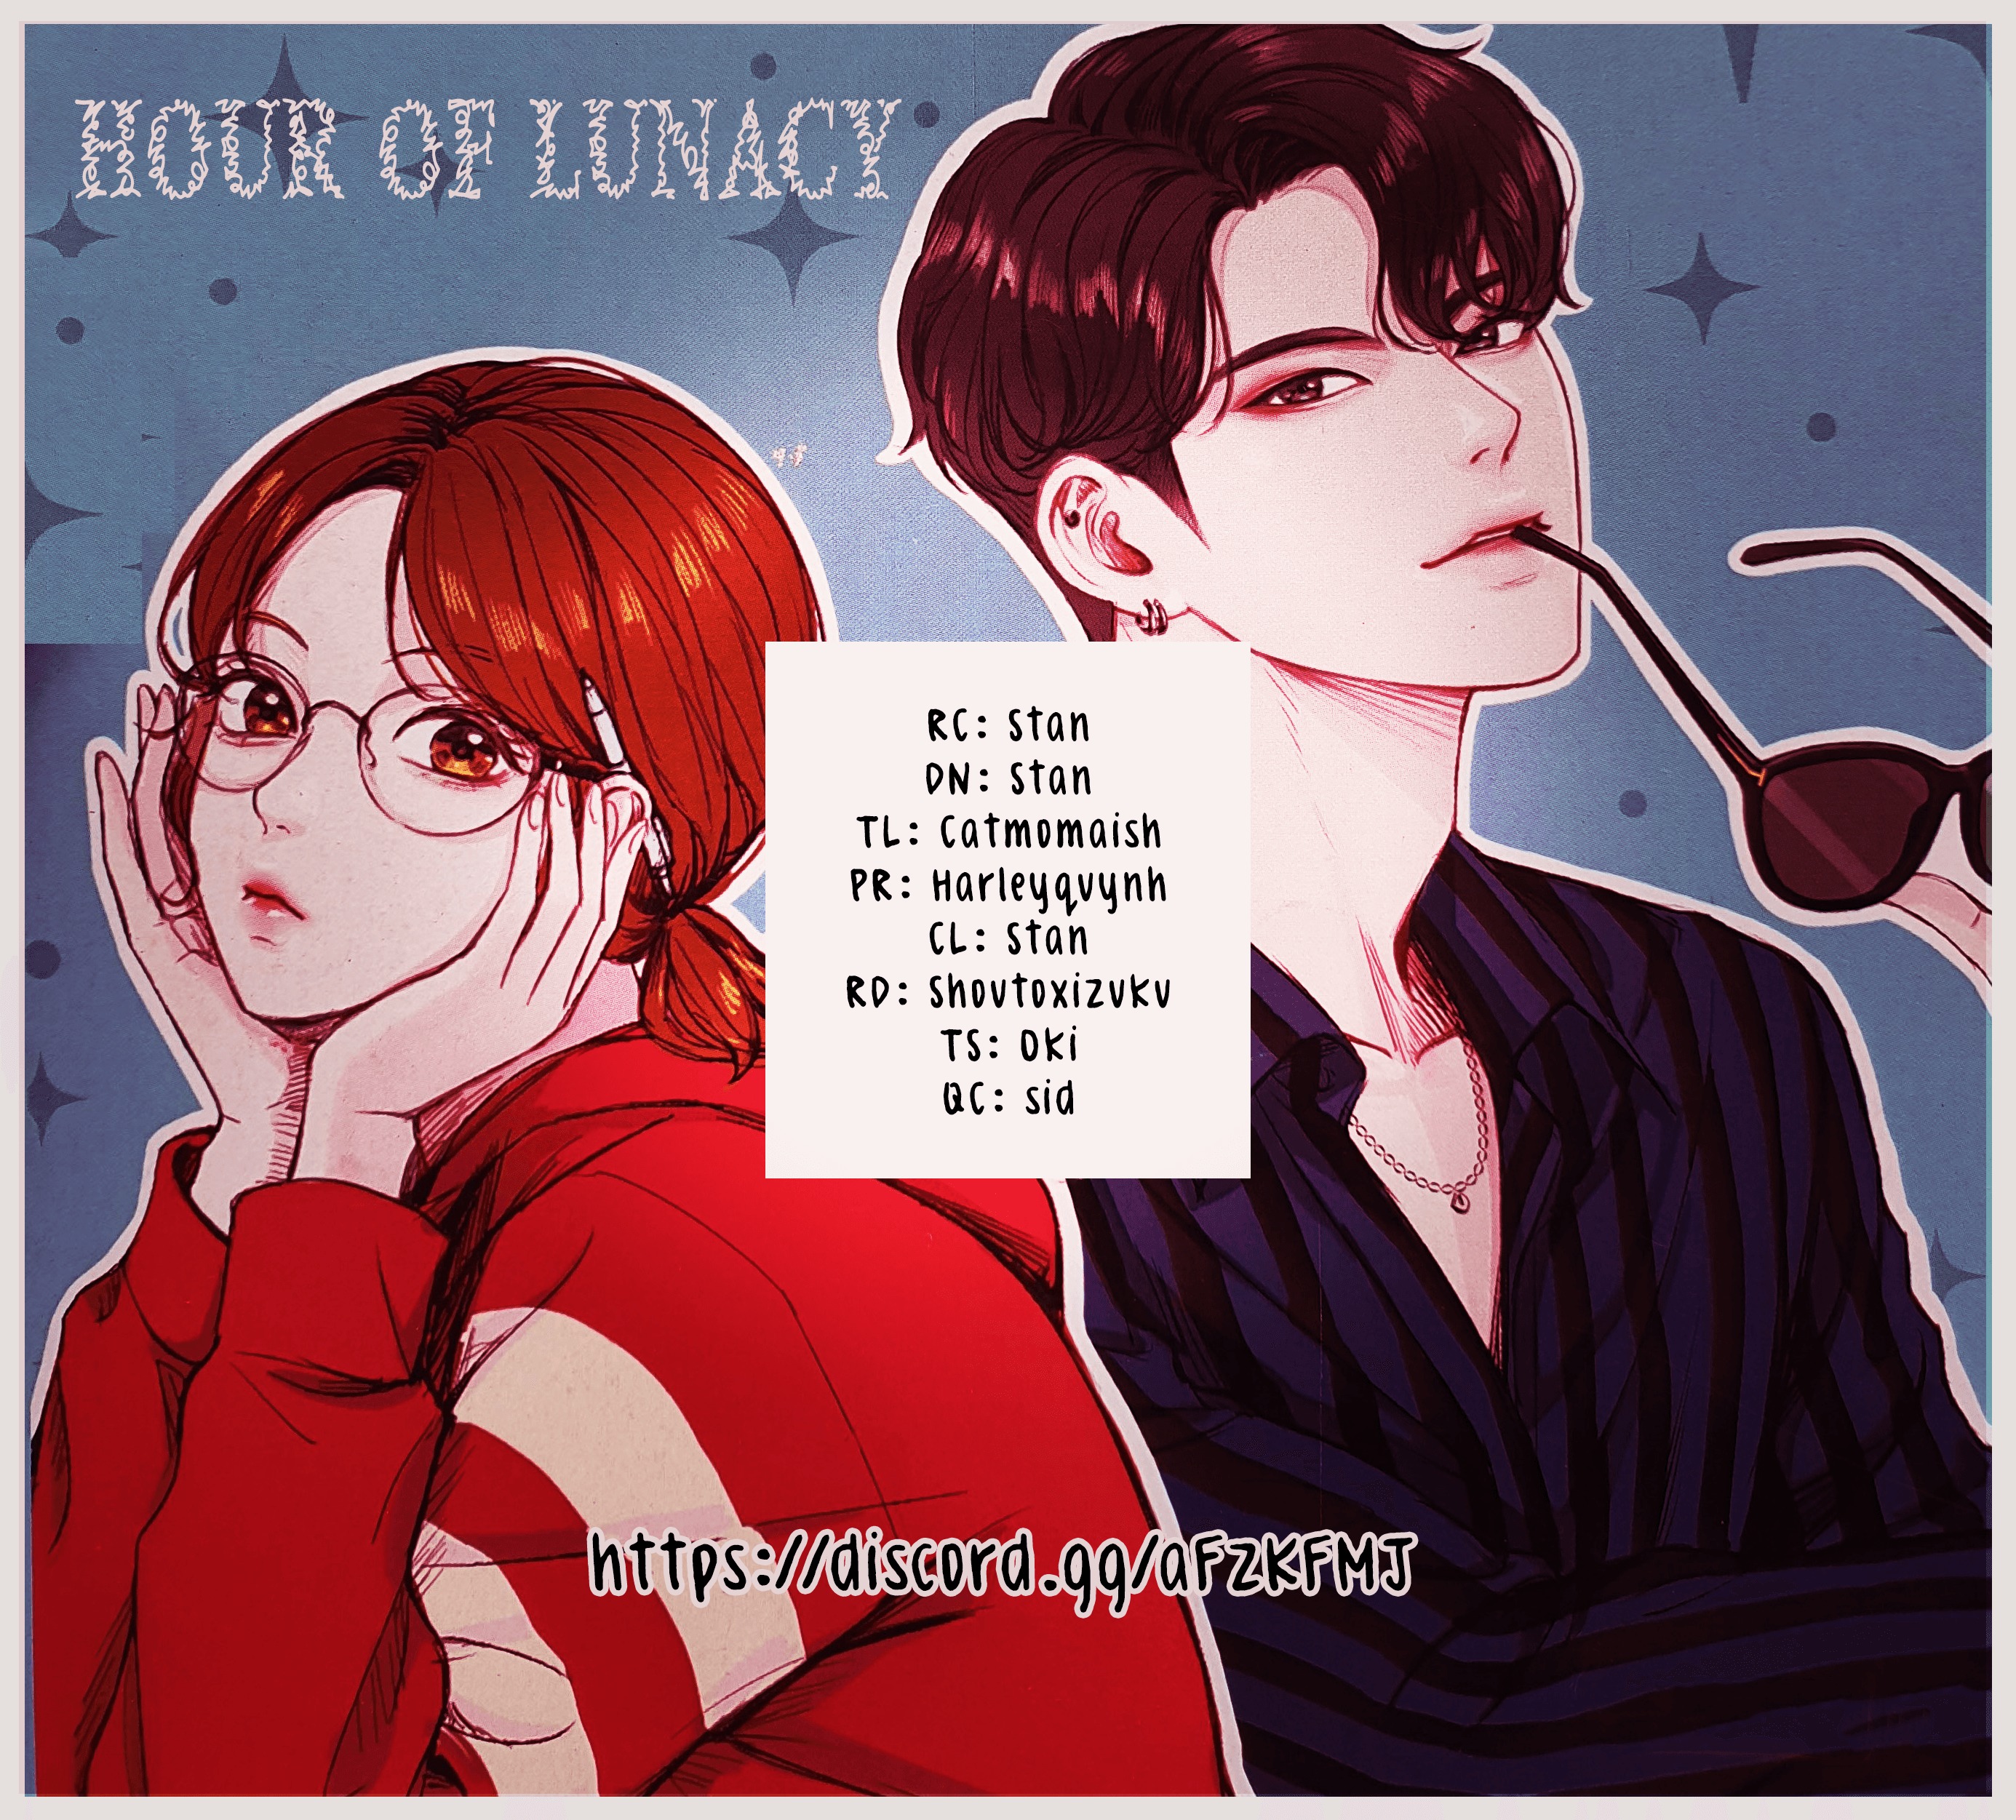 HOUR OF LUNACY
RC: Stan
DN: Stan
TL: Catmomaish
PR: Harleyqvynh
CL: Stan
RD: Shovtoxizvkv
TS: Oki
QC: sid
https://discord.gg/aFZKFMJ